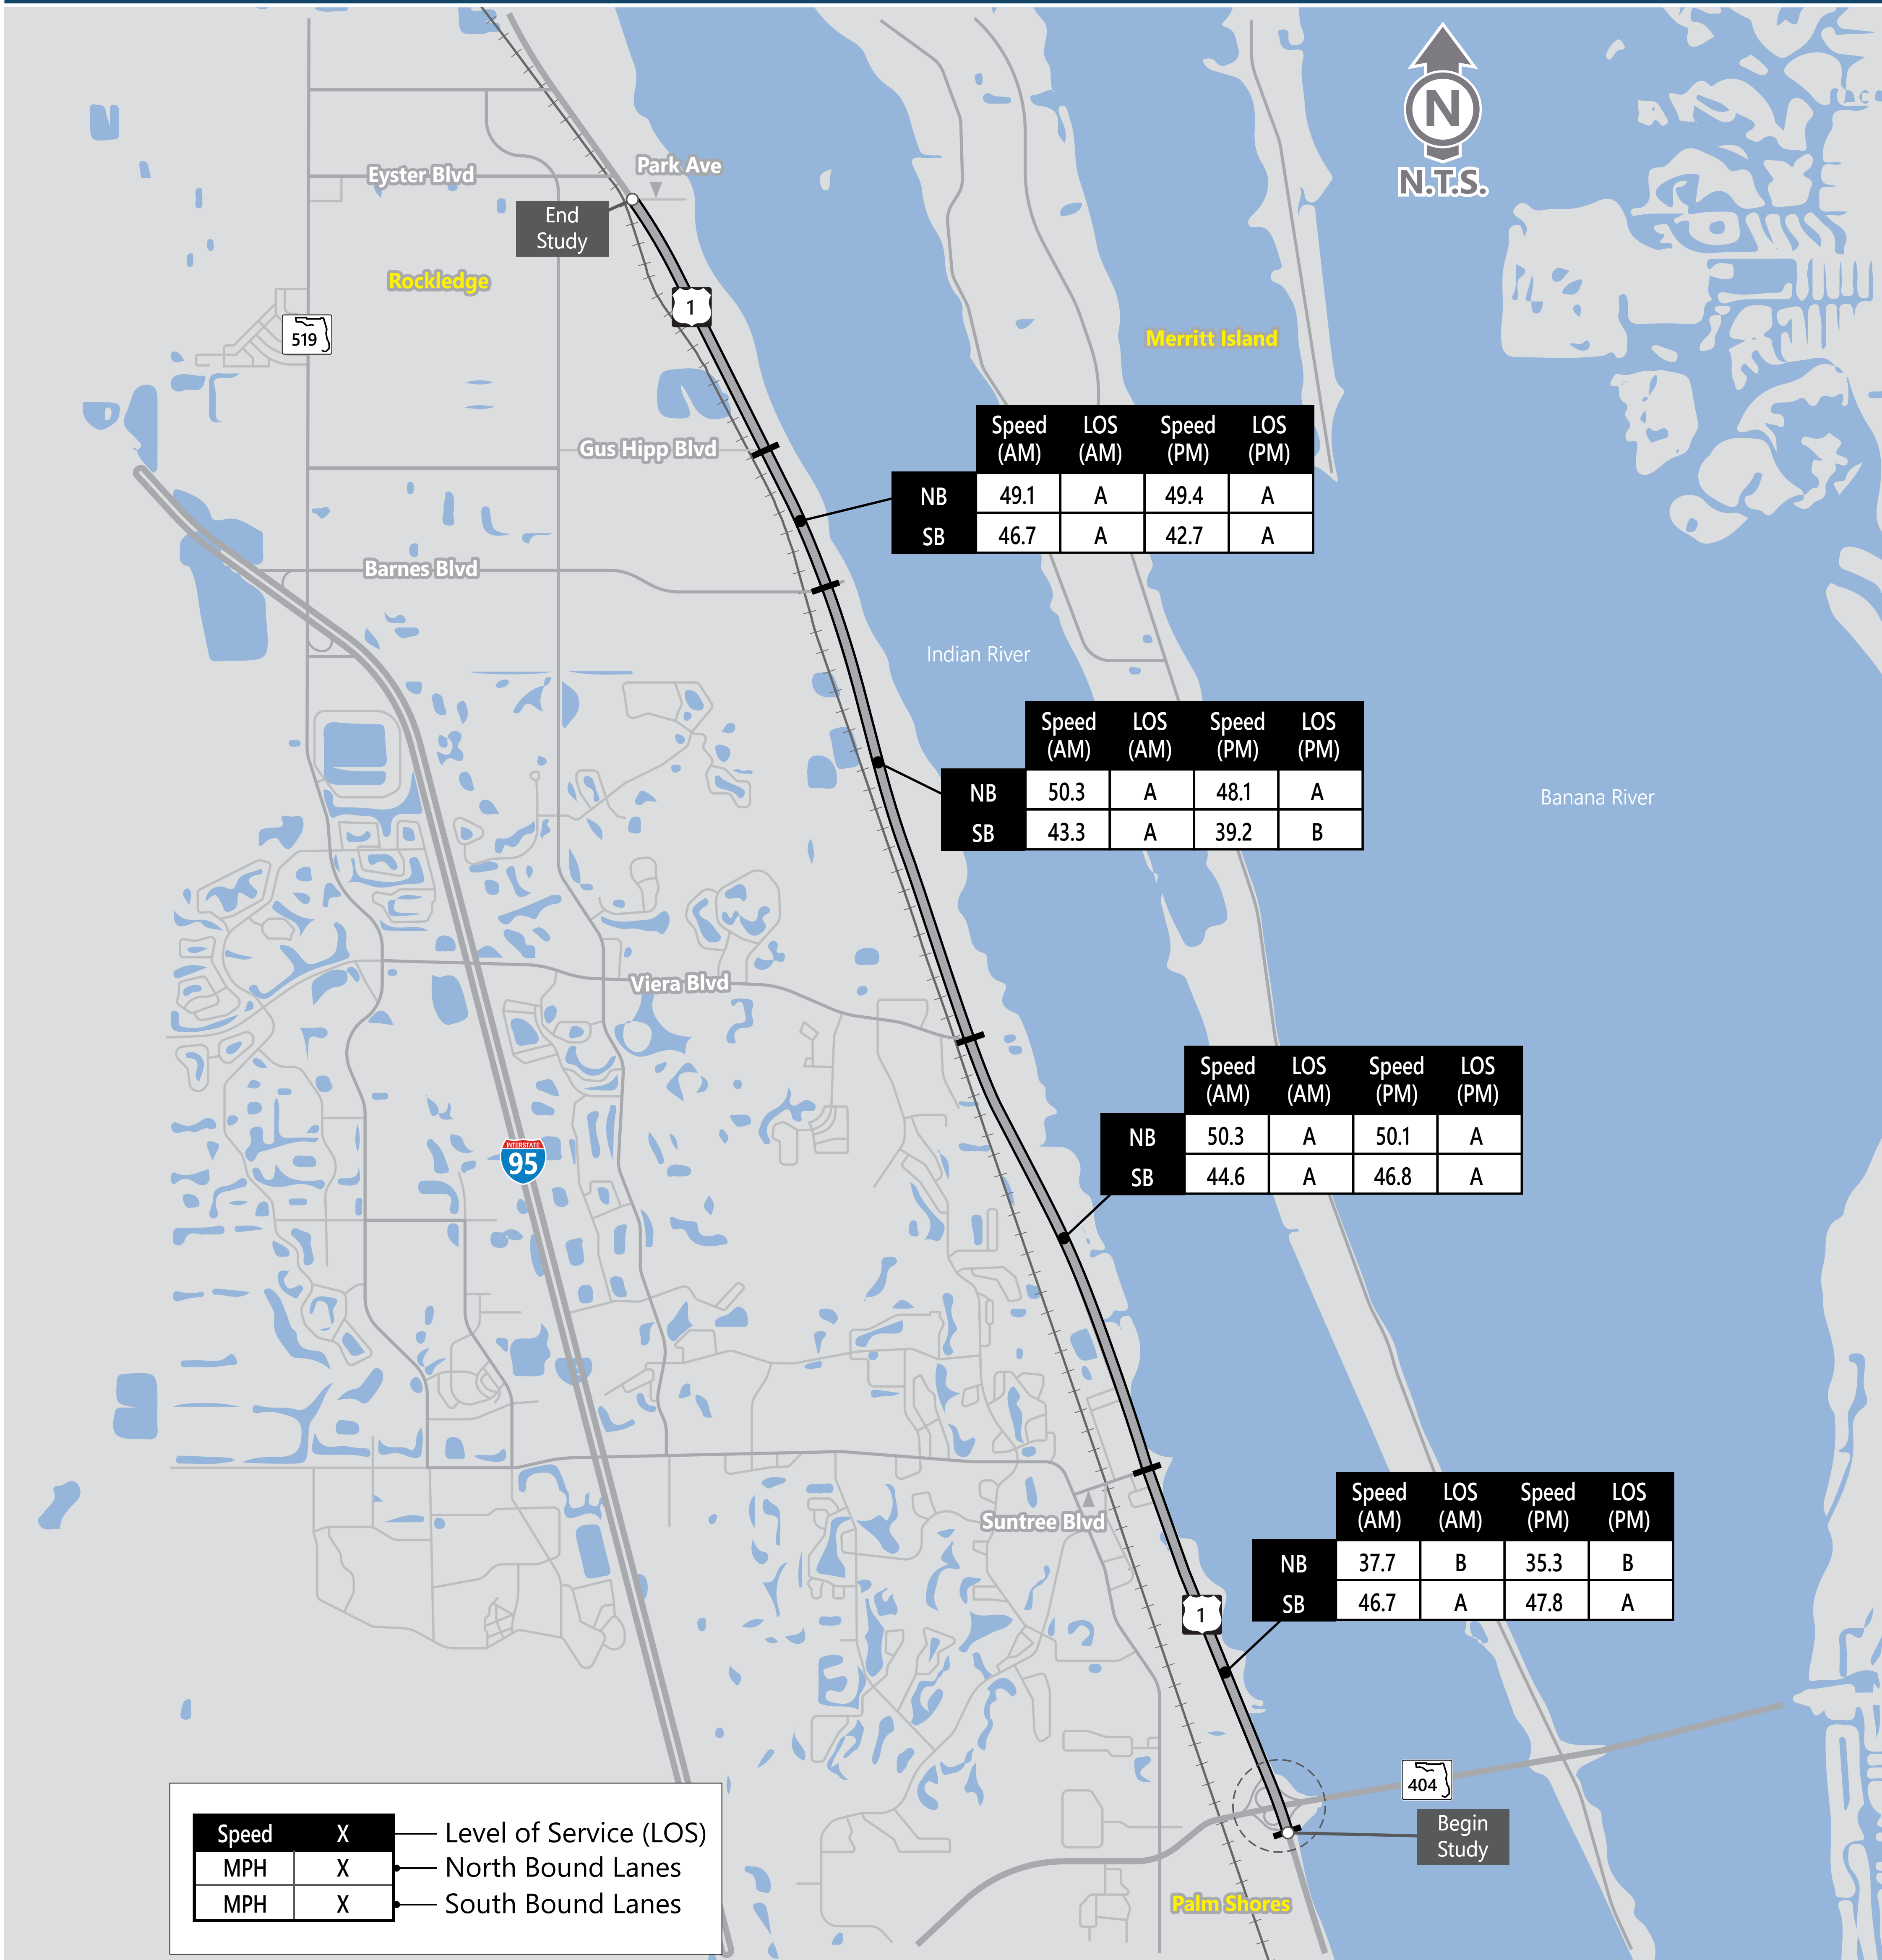 N
N.T.S.
Park Ave
Eyster Blvd
End
Study
Rockledge
1
519
Merritt Island
Speed (AM) LOS (AM) Speed (PM) LOS (PM)
NB 49.1 A 49.4 A
SB 46.7 A 42.7 A
Gus Hipp Blvd
Barnes Blvd
Indian River
Speed (AM) LOS (AM) Speed (PM) LOS (PM)
NB 50.3 A 48.1 A
SB 43.3 A 39.2 B
Banana River
Viera Blvd
Speed (AM) LOS (AM) Speed (PM) LOS (PM)
NB 50.3 A 50.1 A
SB 44.6 A 46.8 A
INTERSTATE
95
Speed (AM) LOS (AM) Speed (PM) LOS (PM)
NB 37.7 B 35.3 B
SB 46.7 A 47.8 A
Suntree Blvd
1
404
Begin
Study
Palm Shores
Speed X Level of Service (LOS)
MPH X North Bound Lanes
MPH X South Bound Lanes